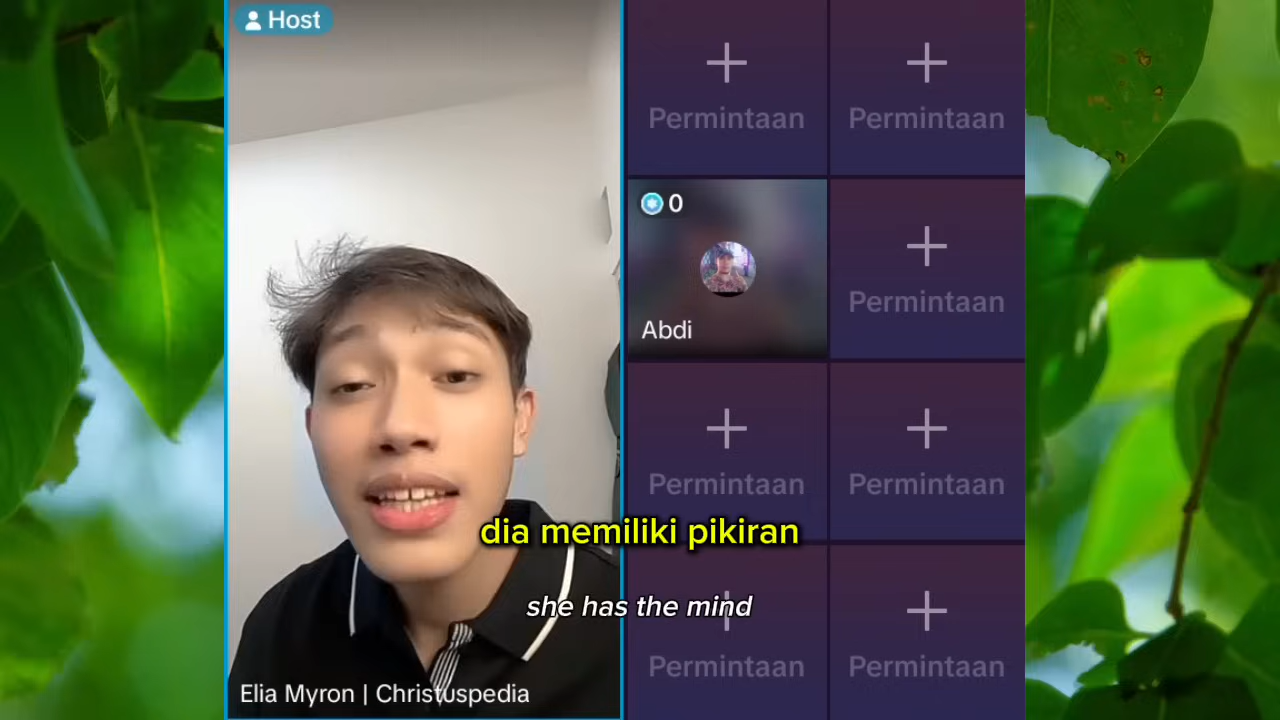 Host
Permintaan
Permintaan
0
Abdi
Permintaan
Permintaan
Permintaan
dia memiliki pikiran
she has the mind
Permintaan
Permintaan
Elia Myron | Christuspedia